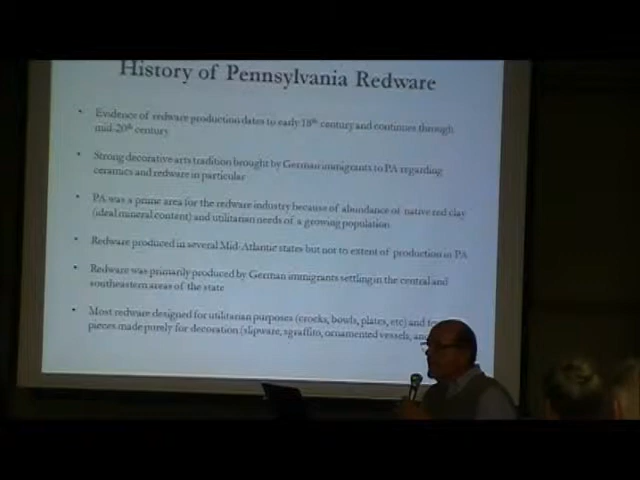 History of Pennsylvania Redware
• Evidence of redware production dates to early 18th century and continues through
mid-20th century
• Strong decorative arts tradition brought by German immigrants to PA regarding
ceramics and redware in particular
• PA was a prime area for the redware industry because of abundance of native red clay
(ideal mineral content) and utilitarian needs of a growing population
• Redware produced in several Mid-Atlantic states but not to extent of production in PA
• Redware was primarily produced by German immigrants settling in the central and
southeastern areas of the state
• Most redware designed for utilitarian purposes (crocks, bowls, plates, etc) and
pieces made purely for decoration (slipware, sgraffito, ornamented vessels,